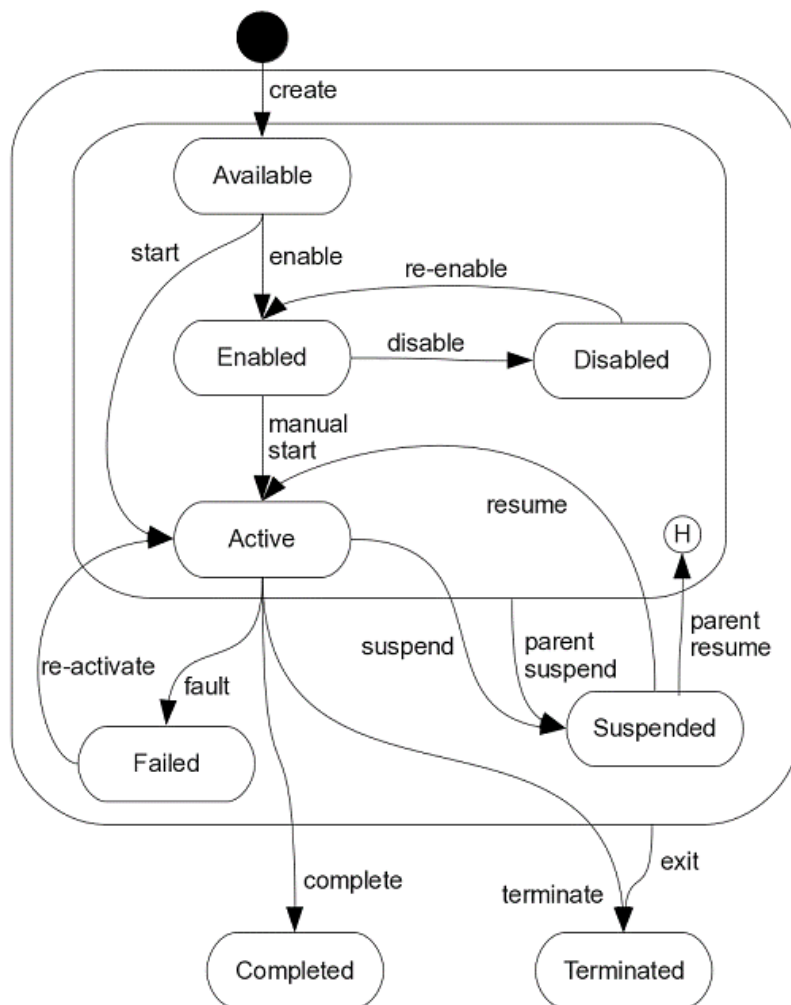 create
Available
start
enable
re-enable
Enabled
disable
Disabled
manual
start
resume
Active
H
suspend
parent
suspend
parent
resume
re-activate
fault
Suspended
Failed
exit
complete
terminate
Completed
Terminated